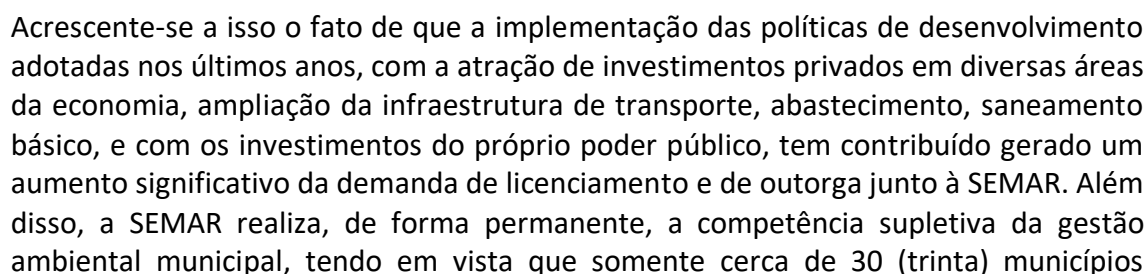 Acrescente-se a isso o fato de que a implementação das políticas de desenvolvimento
adotadas nos últimos anos, com a atração de investimentos privados em diversas áreas
da economia, ampliação da infraestrutura de transporte, abastecimento, saneamento
básico, e com os investimentos do próprio poder público, tem contribuído gerado um
aumento significativo da demanda de licenciamento e de outorga junto à SEMAR. Além
disso, a SEMAR realiza, de forma permanente, a competência supletiva da gestão
ambiental municipal, tendo em vista que somente cerca de 30 (trinta) municípios